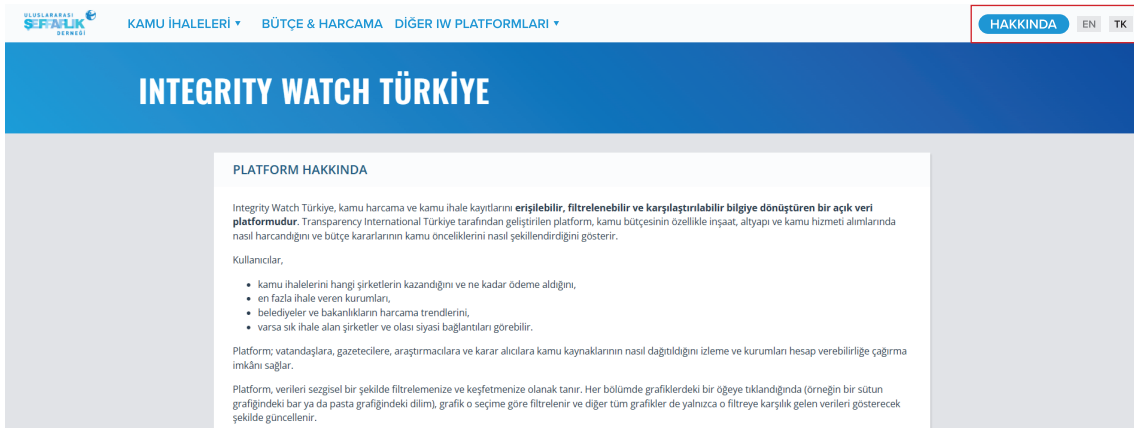 ULUSLARARASI
ŞEFFAFLIK
DERNEĞİ
KAMU İHALELERİ ▾ BÜTÇE & HARCAMA DİĞER IW PLATFORMLARI ▾ HAKKINDA EN TK
INTEGRITY WATCH TÜRKİYE
PLATFORM HAKKINDA
Integrity Watch Türkiye, kamu harcama ve kamu ihale kayıtlarını erişilebilir, filtrelenebilir ve karşılaştırılabilir bilgiye dönüştüren bir açık veri
platformudur. Transparency International Türkiye tarafından geliştirilen platform, kamu bütçesinin özellikle inşaat, altyapı ve kamu hizmeti alımlarında
nasıl harcandığını ve bütçe kararlarının kamu önceliklerini nasıl şekillendirdiğini gösterir.
Kullanıcılar,
• kamu ihalelerini hangi şirketlerin kazandığını ve ne kadar ödeme aldığını,
• en fazla ihale veren kurumları,
• belediyeler ve bakanlıkların harcama trendlerini,
• varsa sık ihale alan şirketler ve olası siyasi bağlantıları görebilir.
Platform; vatandaşlara, gazetecilere, araştırmacılara ve karar alıcılara kamu kaynaklarının nasıl dağıtıldığını izleme ve kurumları hesap verebilirliğe çağırma
imkânı sağlar.
Platform, verileri sezgisel bir şekilde filtrelemenize ve keşfetmenize olanak tanır. Her bölümde grafiklerdeki bir öğeye tıklandığında (örneğin bir sütun
grafiğindeki bar ya da pasta grafiğindeki dilim), grafik o seçime göre filtrelenir ve diğer tüm grafikler de yalnızca o filtreye karşılık gelen verileri gösterecek
şekilde güncellenir.